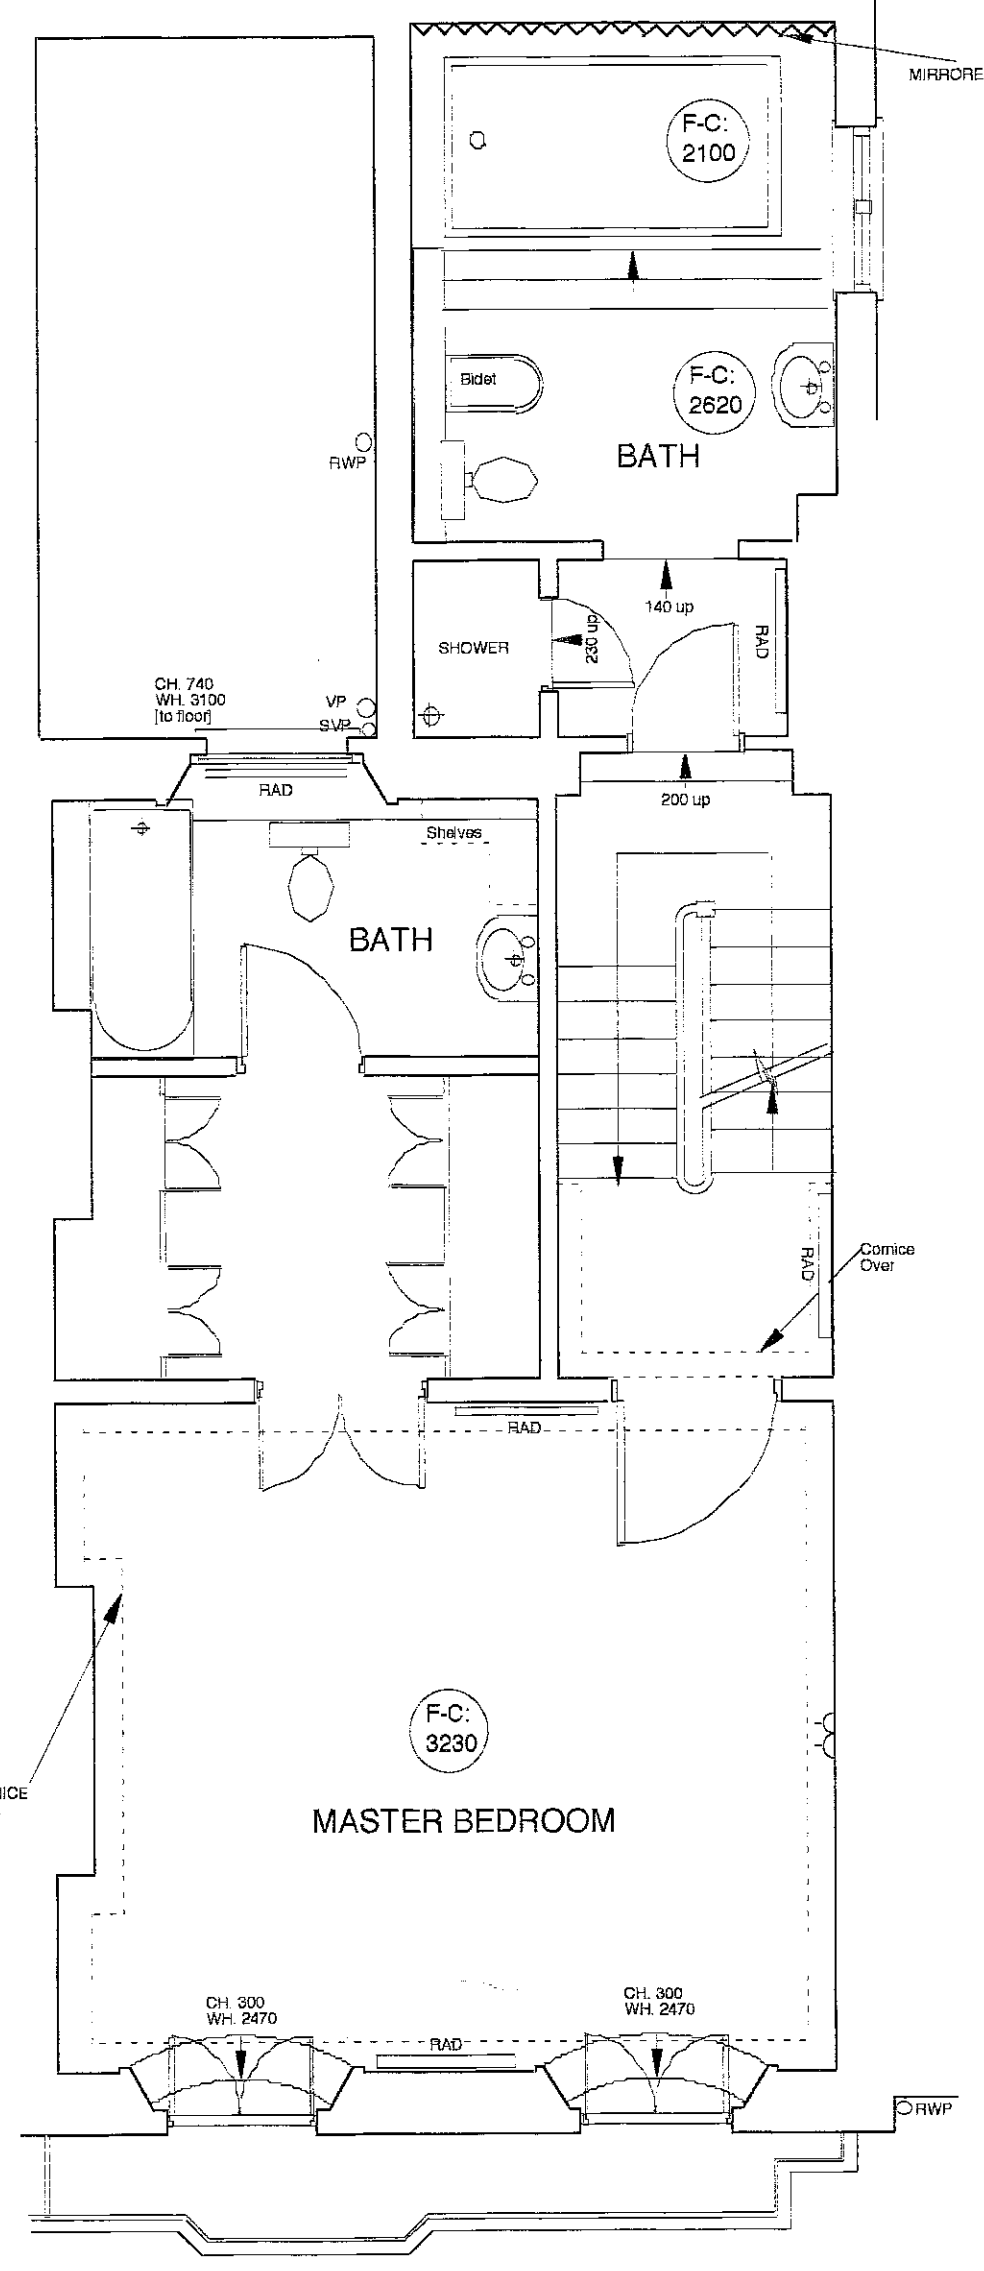 MIRRORE
F-C:
2100
Bidet
F-C:
2620
BATH
RWP
140 up
230 up
RAD
SHOWER
CH. 740
WH. 3100
[to floor]
VP
SVP
RAD
200 up
Shelves
BATH
RAD
Cornice
Over
RAD
F-C:
3230
NICE
MASTER BEDROOM
CH. 300
WH. 2470
CH. 300
WH. 2470
RAD
RWP